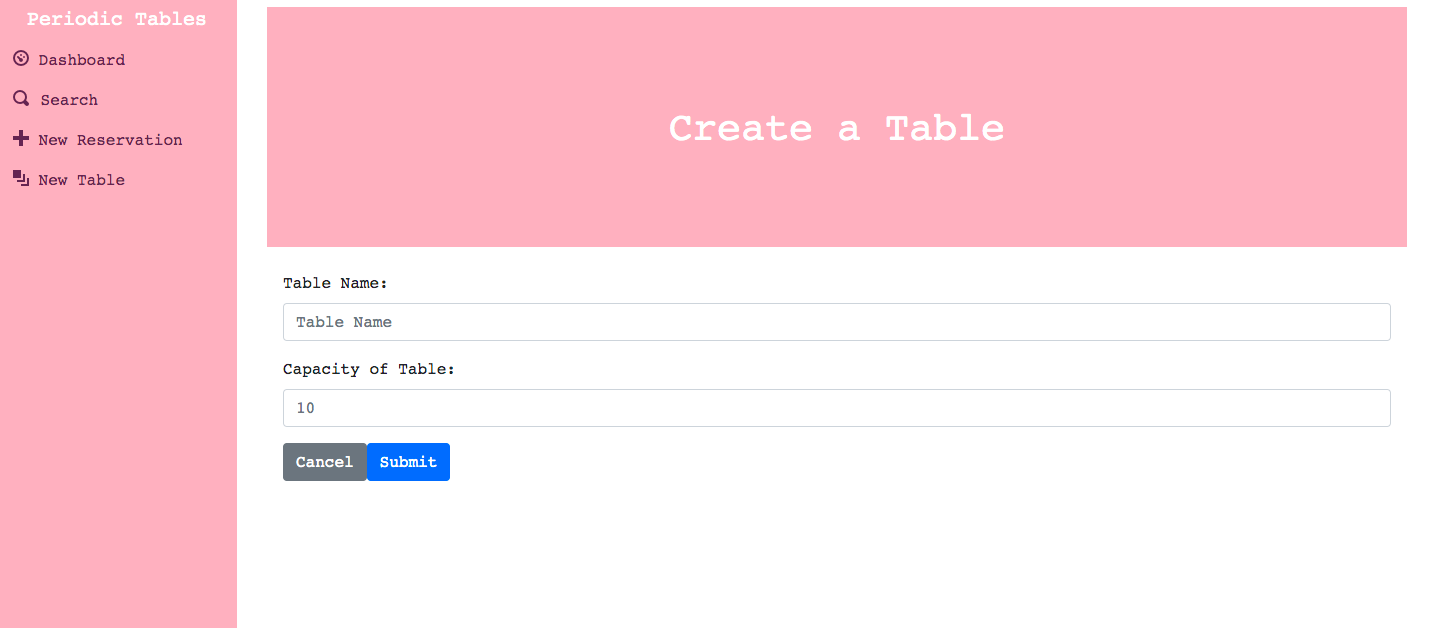 Periodic Tables
Dashboard
Search
New Reservation
New Table
Create a Table
Table Name:
Table Name
Capacity of Table:
10
Cancel Submit